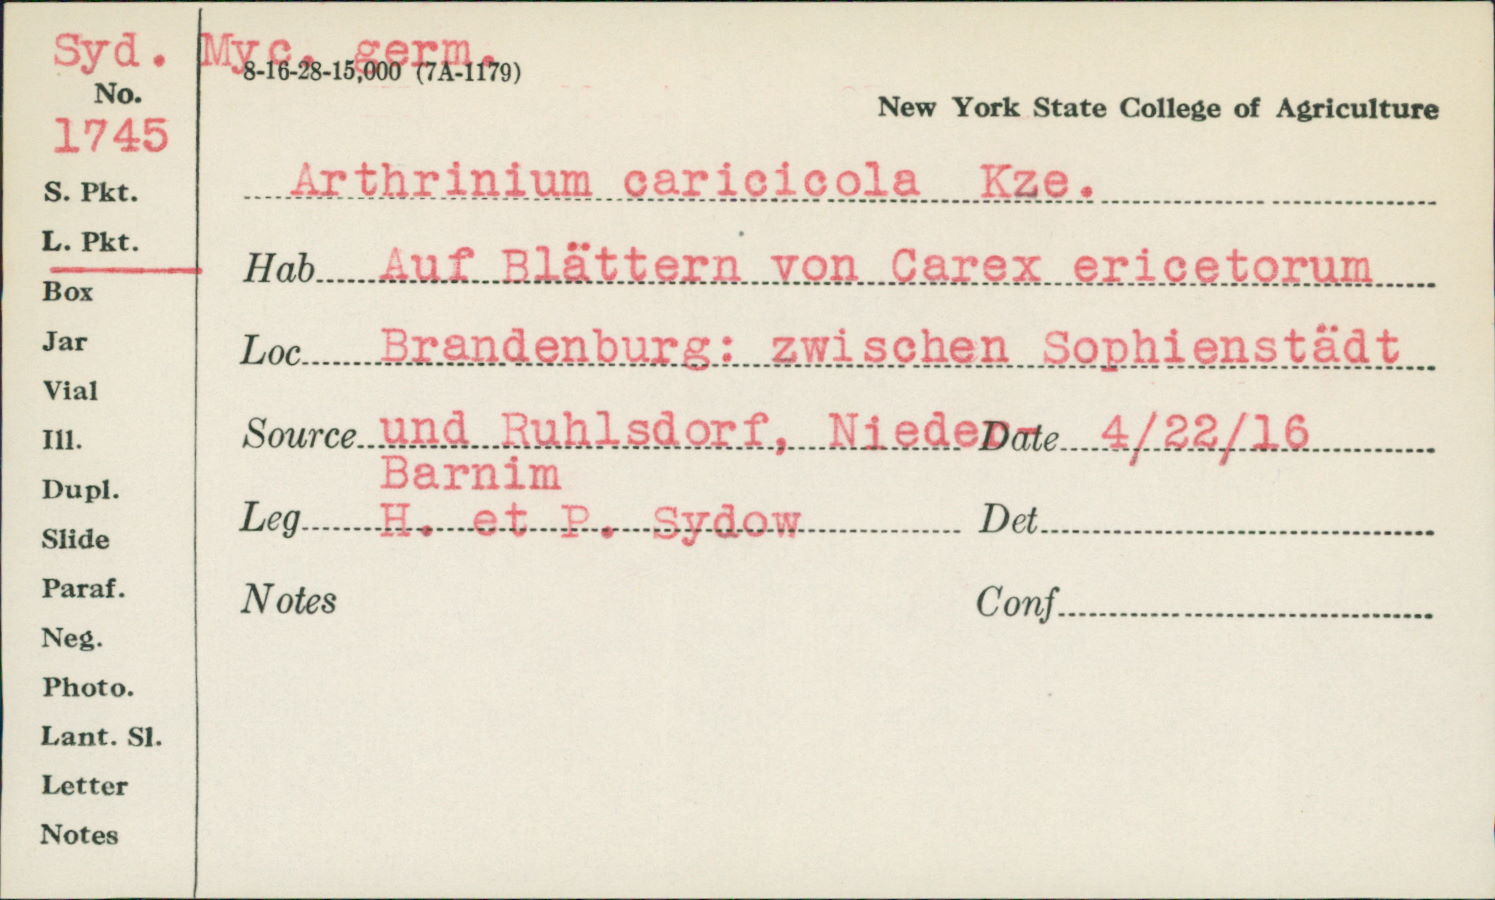 Syd. Myc. germ.
8-16-28-15,000 (7A-1179)
No.
1745
New York State College of Agriculture
S. Pkt.
Arthrinium caricicola Kze.
L. Pkt.
Hab. Auf Blättern von Carex ericetorum
Box
Jar
Loc. Brandenburg: zwischen Sophienstädt
Vial
Ill.
Source und Ruhlsdorf, Nieder- Date 4/22/16
Barnim
Dupl.
Leg. H. et P. Sydow Det.
Slide
Paraf.
Notes Conf.
Neg.
Photo.
Lant. Sl.
Letter
Notes